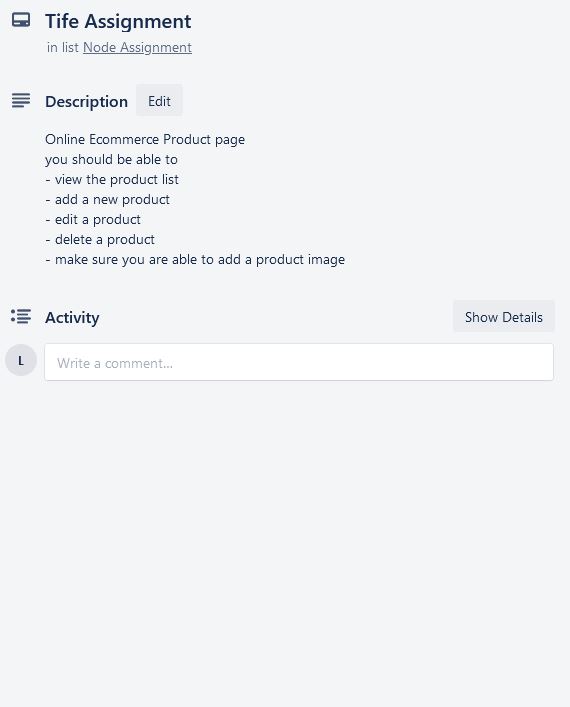 Tife Assignment
in list Node Assignment
Description Edit
Online Ecommerce Product page
you should be able to
- view the product list
- add a new product
- edit a product
- delete a product
- make sure you are able to add a product image
Activity Show Details
L Write a comment...